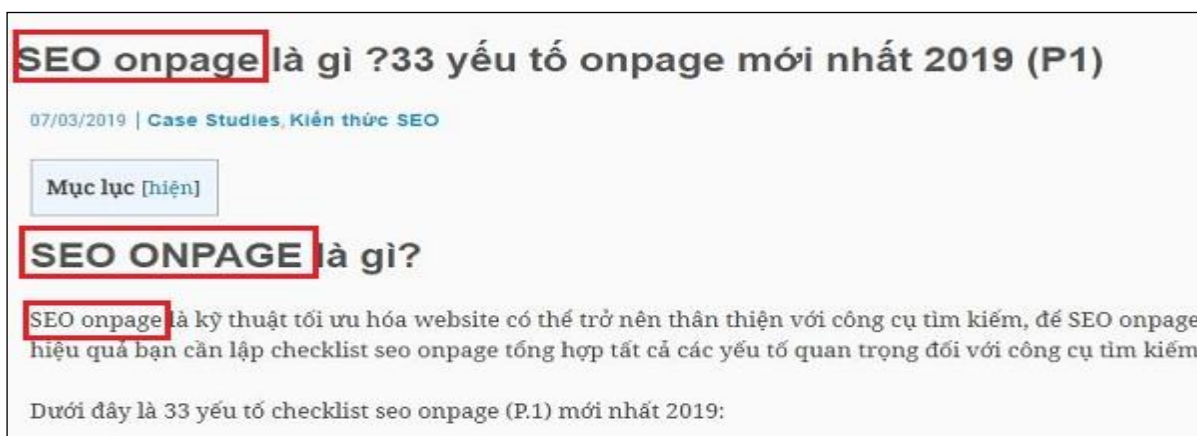 SEO onpage là gì ?33 yếu tố onpage mới nhất 2019 (P1)
07/03/2019 | Case Studies, Kiến thức SEO
Mục lục [hiện]
SEO ONPAGE là gì?
SEO onpage là kỹ thuật tối ưu hóa website có thể trở nên thân thiện với công cụ tìm kiếm, để SEO onpage
hiệu quả bạn cần lập checklist seo onpage tổng hợp tất cả các yếu tố quan trọng đối với công cụ tìm kiếm
Dưới đây là 33 yếu tố checklist seo onpage (P.1) mới nhất 2019: